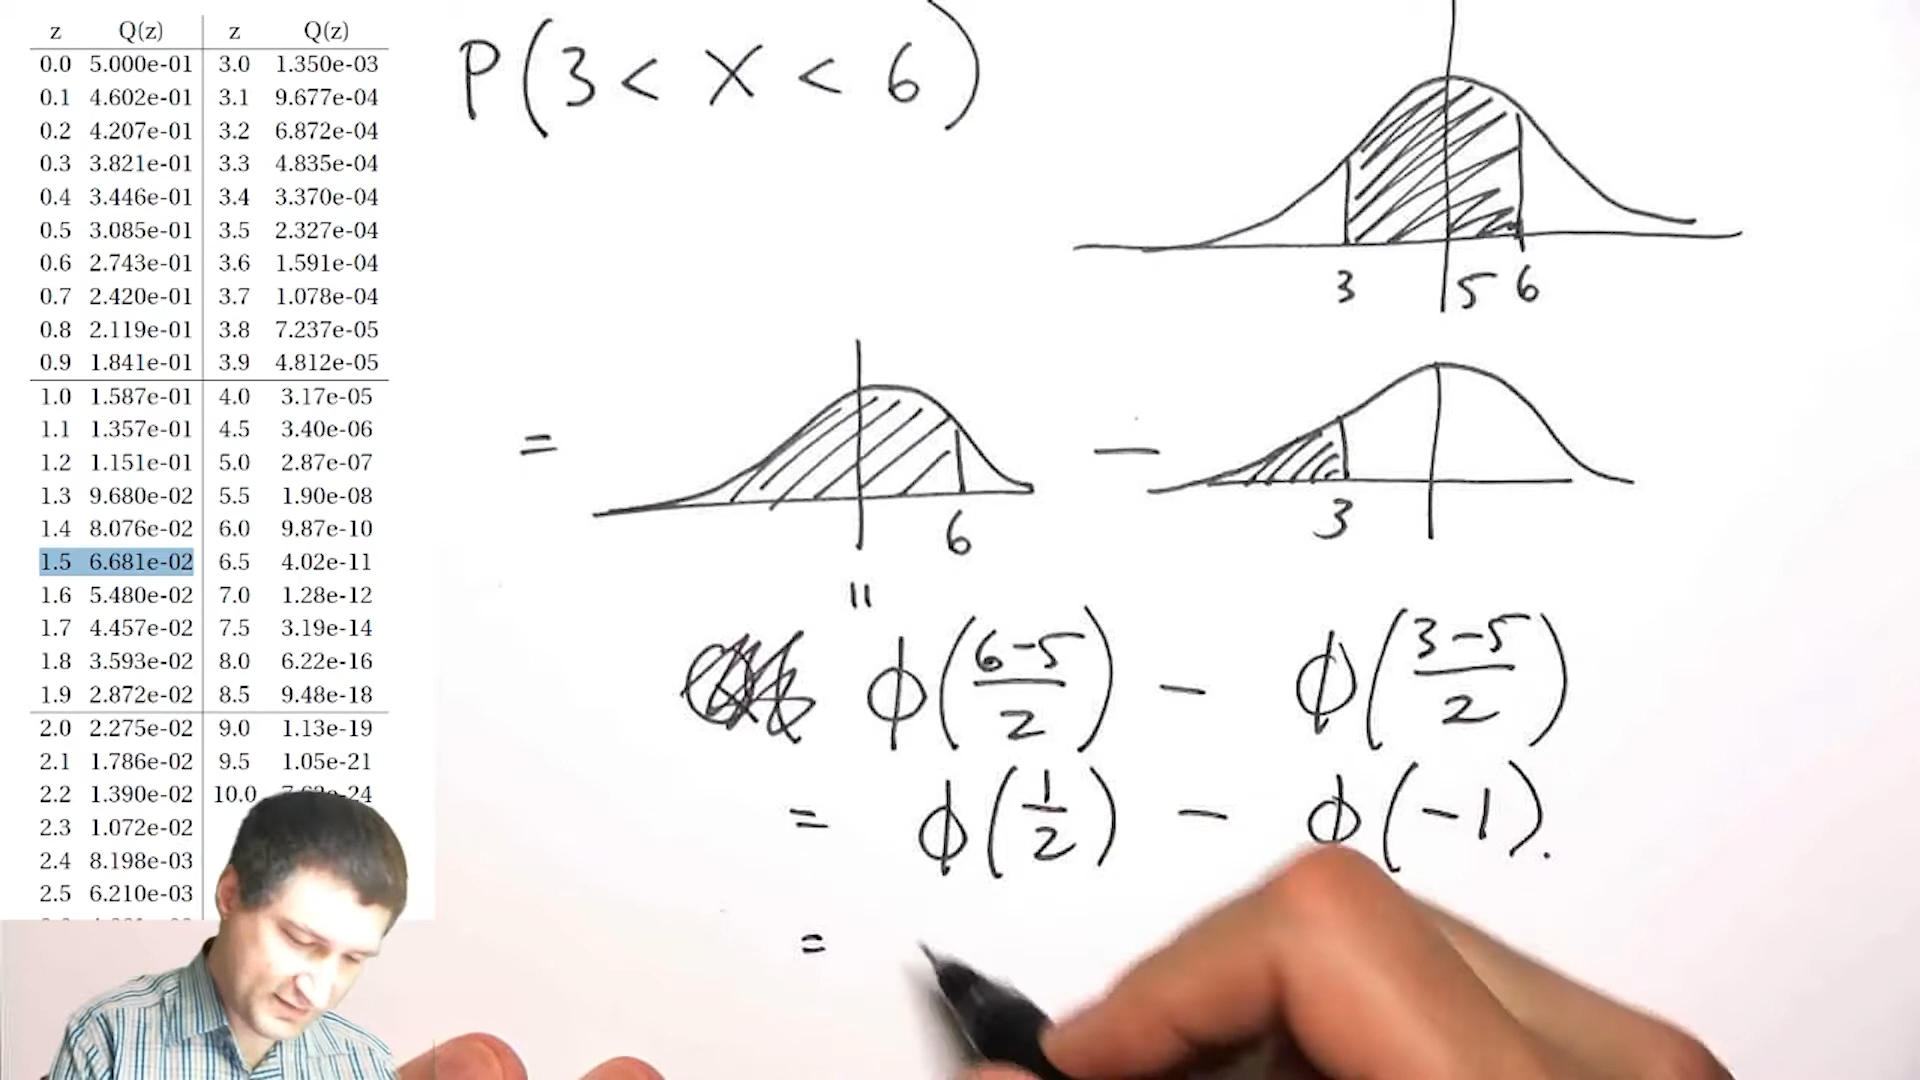 z Q(z) z Q(z)
0.0 5.000e-01 3.0 1.350e-03
0.1 4.602e-01 3.1 9.677e-04
0.2 4.207e-01 3.2 6.872e-04
0.3 3.821e-01 3.3 4.835e-04
0.4 3.446e-01 3.4 3.370e-04
0.5 3.085e-01 3.5 2.327e-04
0.6 2.743e-01 3.6 1.591e-04
0.7 2.420e-01 3.7 1.078e-04
0.8 2.119e-01 3.8 7.237e-05
0.9 1.841e-01 3.9 4.812e-05
1.0 1.587e-01 4.0 3.17e-05
1.1 1.357e-01 4.5 3.40e-06
1.2 1.151e-01 5.0 2.87e-07
1.3 9.680e-02 5.5 1.90e-08
1.4 8.076e-02 6.0 9.87e-10
1.5 6.681e-02 6.5 4.02e-11
1.6 5.480e-02 7.0 1.28e-12
1.7 4.457e-02 7.5 3.19e-14
1.8 3.593e-02 8.0 6.22e-16
1.9 2.872e-02 8.5 9.48e-18
2.0 2.275e-02 9.0 1.13e-19
2.1 1.786e-02 9.5 1.05e-21
2.2 1.390e-02 10.0
2.3 1.072e-02
2.4 8.198e-03
2.5 6.210e-03
P(3 < X < 6)
3 5 6
= 6 − 3
=
ϕ((6-5)/2) − ϕ((3-5)/2)
= ϕ(1/2) − ϕ(-1).
=